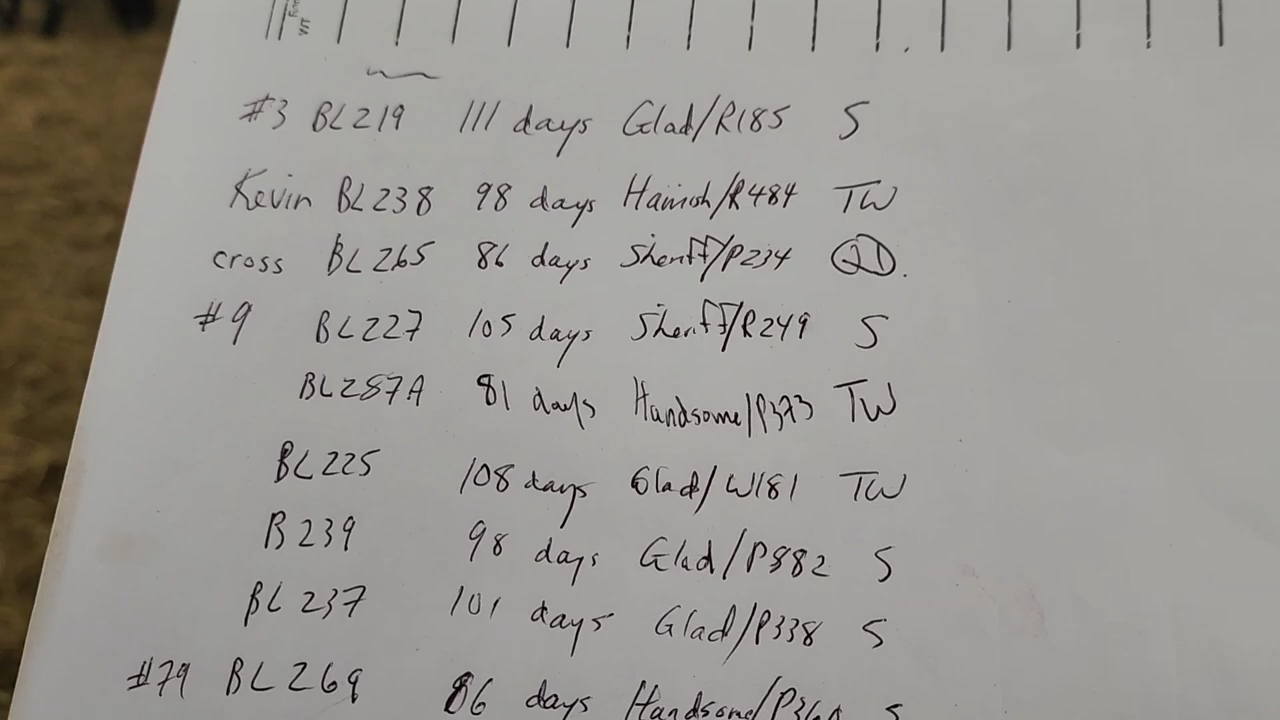 #3 BL219 111 days Glad/R185 S
Kevin BL238 98 days Hamish/R484 TW
cross BL265 86 days Sheriff/P234
#9 BL227 105 days Sheriff/R249 S
BL287A 81 days Handsome/P373 TW
BL225 108 days Glad/W181 TW
B239 98 days Glad/P882 S
BL237 101 days Glad/P338 S
#79 BL269 86 days Handsome/ S